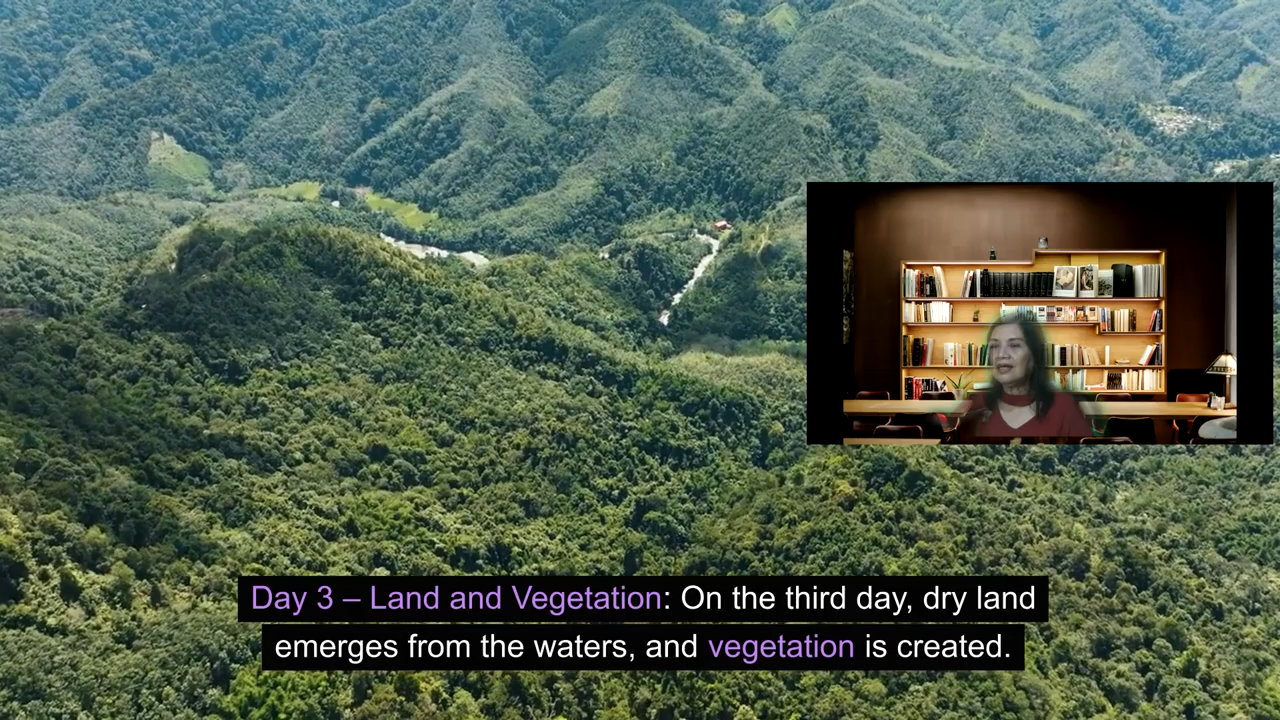 Day 3 – Land and Vegetation: On the third day, dry land
emerges from the waters, and vegetation is created.